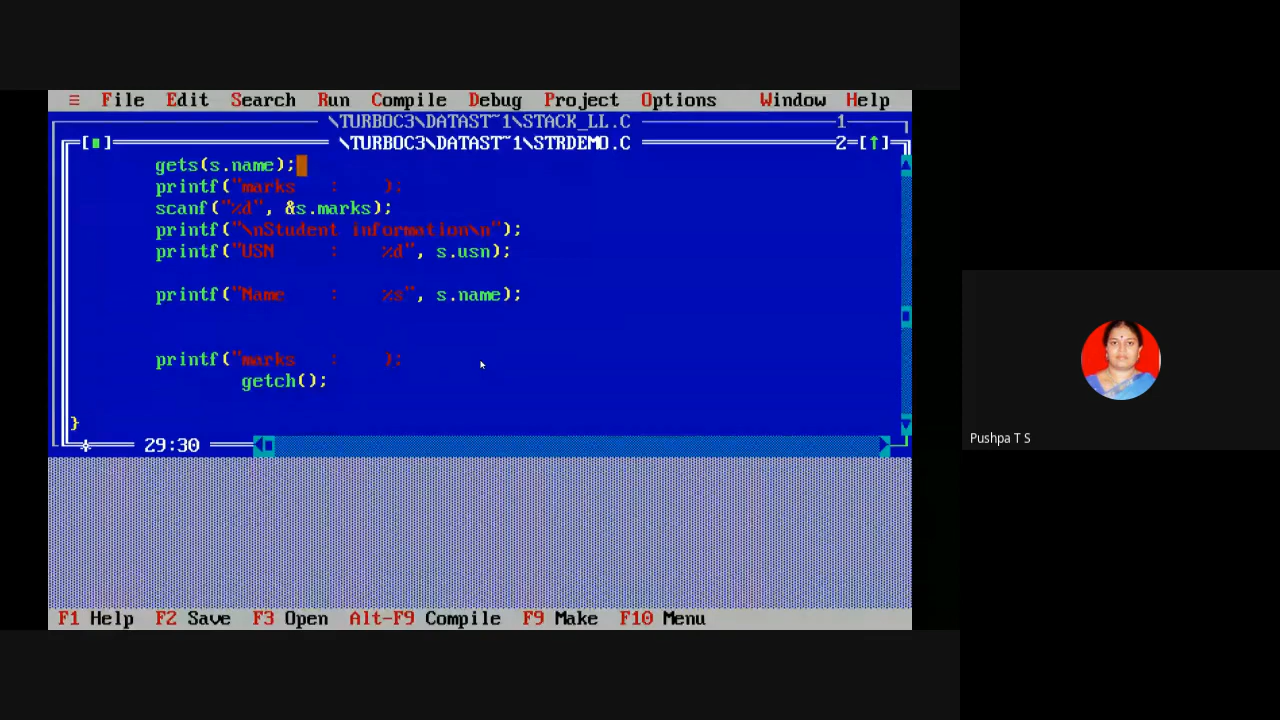 ≡ File Edit Search Run Compile Debug Project Options Window Help
\TURBOC3\DATAST~1\STACK_LL.C 1
[■] \TURBOC3\DATAST~1\STRDEMO.C 2=[↑]
gets(s.name);
printf("marks : );
scanf("%d", &s.marks);
printf("\nStudent information\n");
printf("USN : %d", s.usn);
printf("Name : %s", s.name);
printf("marks : );
getch();
}
29:30
F1 Help F2 Save F3 Open Alt-F9 Compile F9 Make F10 Menu
Pushpa T S